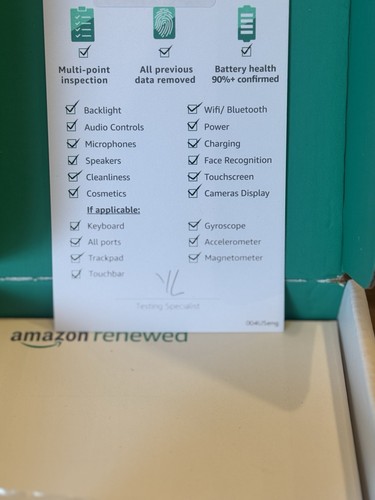 Multi-point inspection
All previous data removed
Battery health 90%+ confirmed
Backlight
Audio Controls
Microphones
Speakers
Cleanliness
Cosmetics
Wifi/ Bluetooth
Power
Charging
Face Recognition
Touchscreen
Cameras Display
If applicable:
Keyboard
All ports
Trackpad
Touchbar
Gyroscope
Accelerometer
Magnetometer
Testing Specialist
amazon renewed